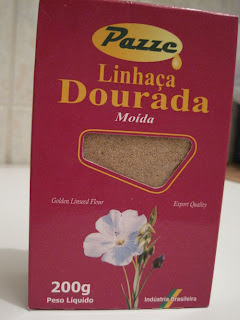 Pazze
Linhaça
Dourada
Moída
Golden Linseed Flour
Export Quality
200g
Peso Líquido
Indústria Brasileira